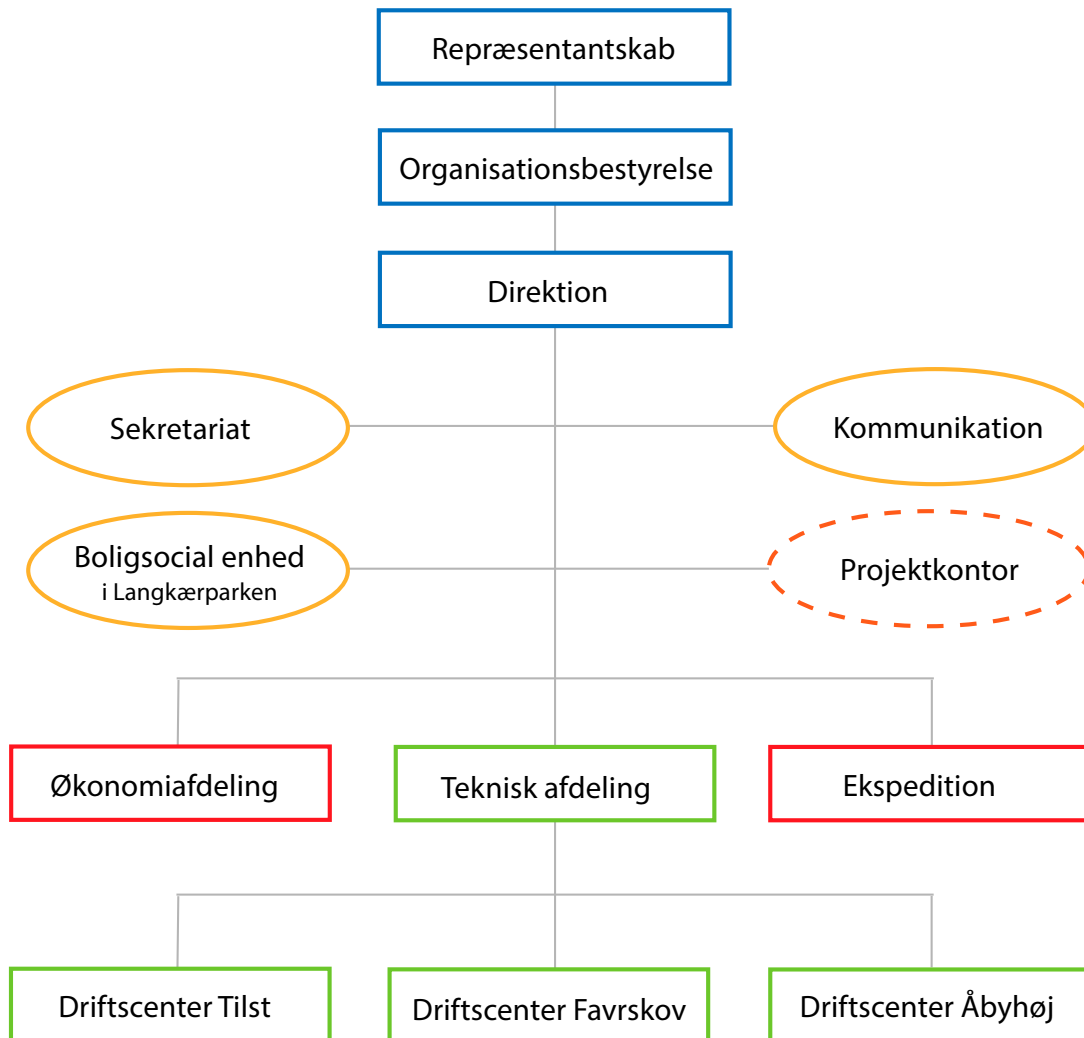 Repræsentantskab
Organisationsbestyrelse
Direktion
Sekretariat
Kommunikation
Boligsocial enhed
i Langkærparken
Projektkontor
Økonomiafdeling
Teknisk afdeling
Ekspedition
Driftscenter Tilst
Driftscenter Favrskov
Driftscenter Åbyhøj